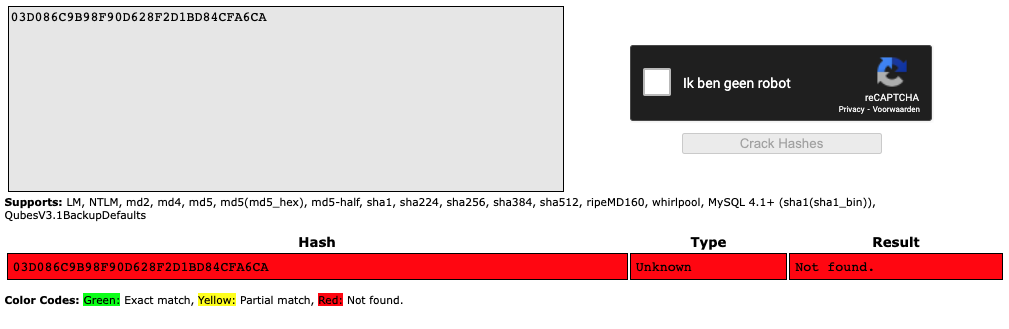 03D086C9B98F90D628F2D1BD84CFA6CA
Ik ben geen robot
reCAPTCHA
Privacy - Voorwaarden
Crack Hashes
Supports: LM, NTLM, md2, md4, md5, md5(md5_hex), md5-half, sha1, sha224, sha256, sha384, sha512, ripeMD160, whirlpool, MySQL 4.1+ (sha1(sha1_bin)),
QubesV3.1BackupDefaults
Hash Type Result
03D086C9B98F90D628F2D1BD84CFA6CA Unknown Not found.
Color Codes: Green: Exact match, Yellow: Partial match, Red: Not found.